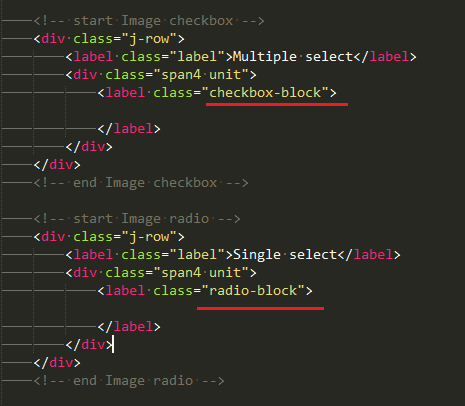 <!-- start Image checkbox -->
<div class="j-row">
<label class="label">Multiple select</label>
<div class="span4 unit">
<label class="checkbox-block">
</label>
</div>
</div>
<!-- end Image checkbox -->
<!-- start Image radio -->
<div class="j-row">
<label class="label">Single select</label>
<div class="span4 unit">
<label class="radio-block">
</label>
</div>
</div>
<!-- end Image radio -->